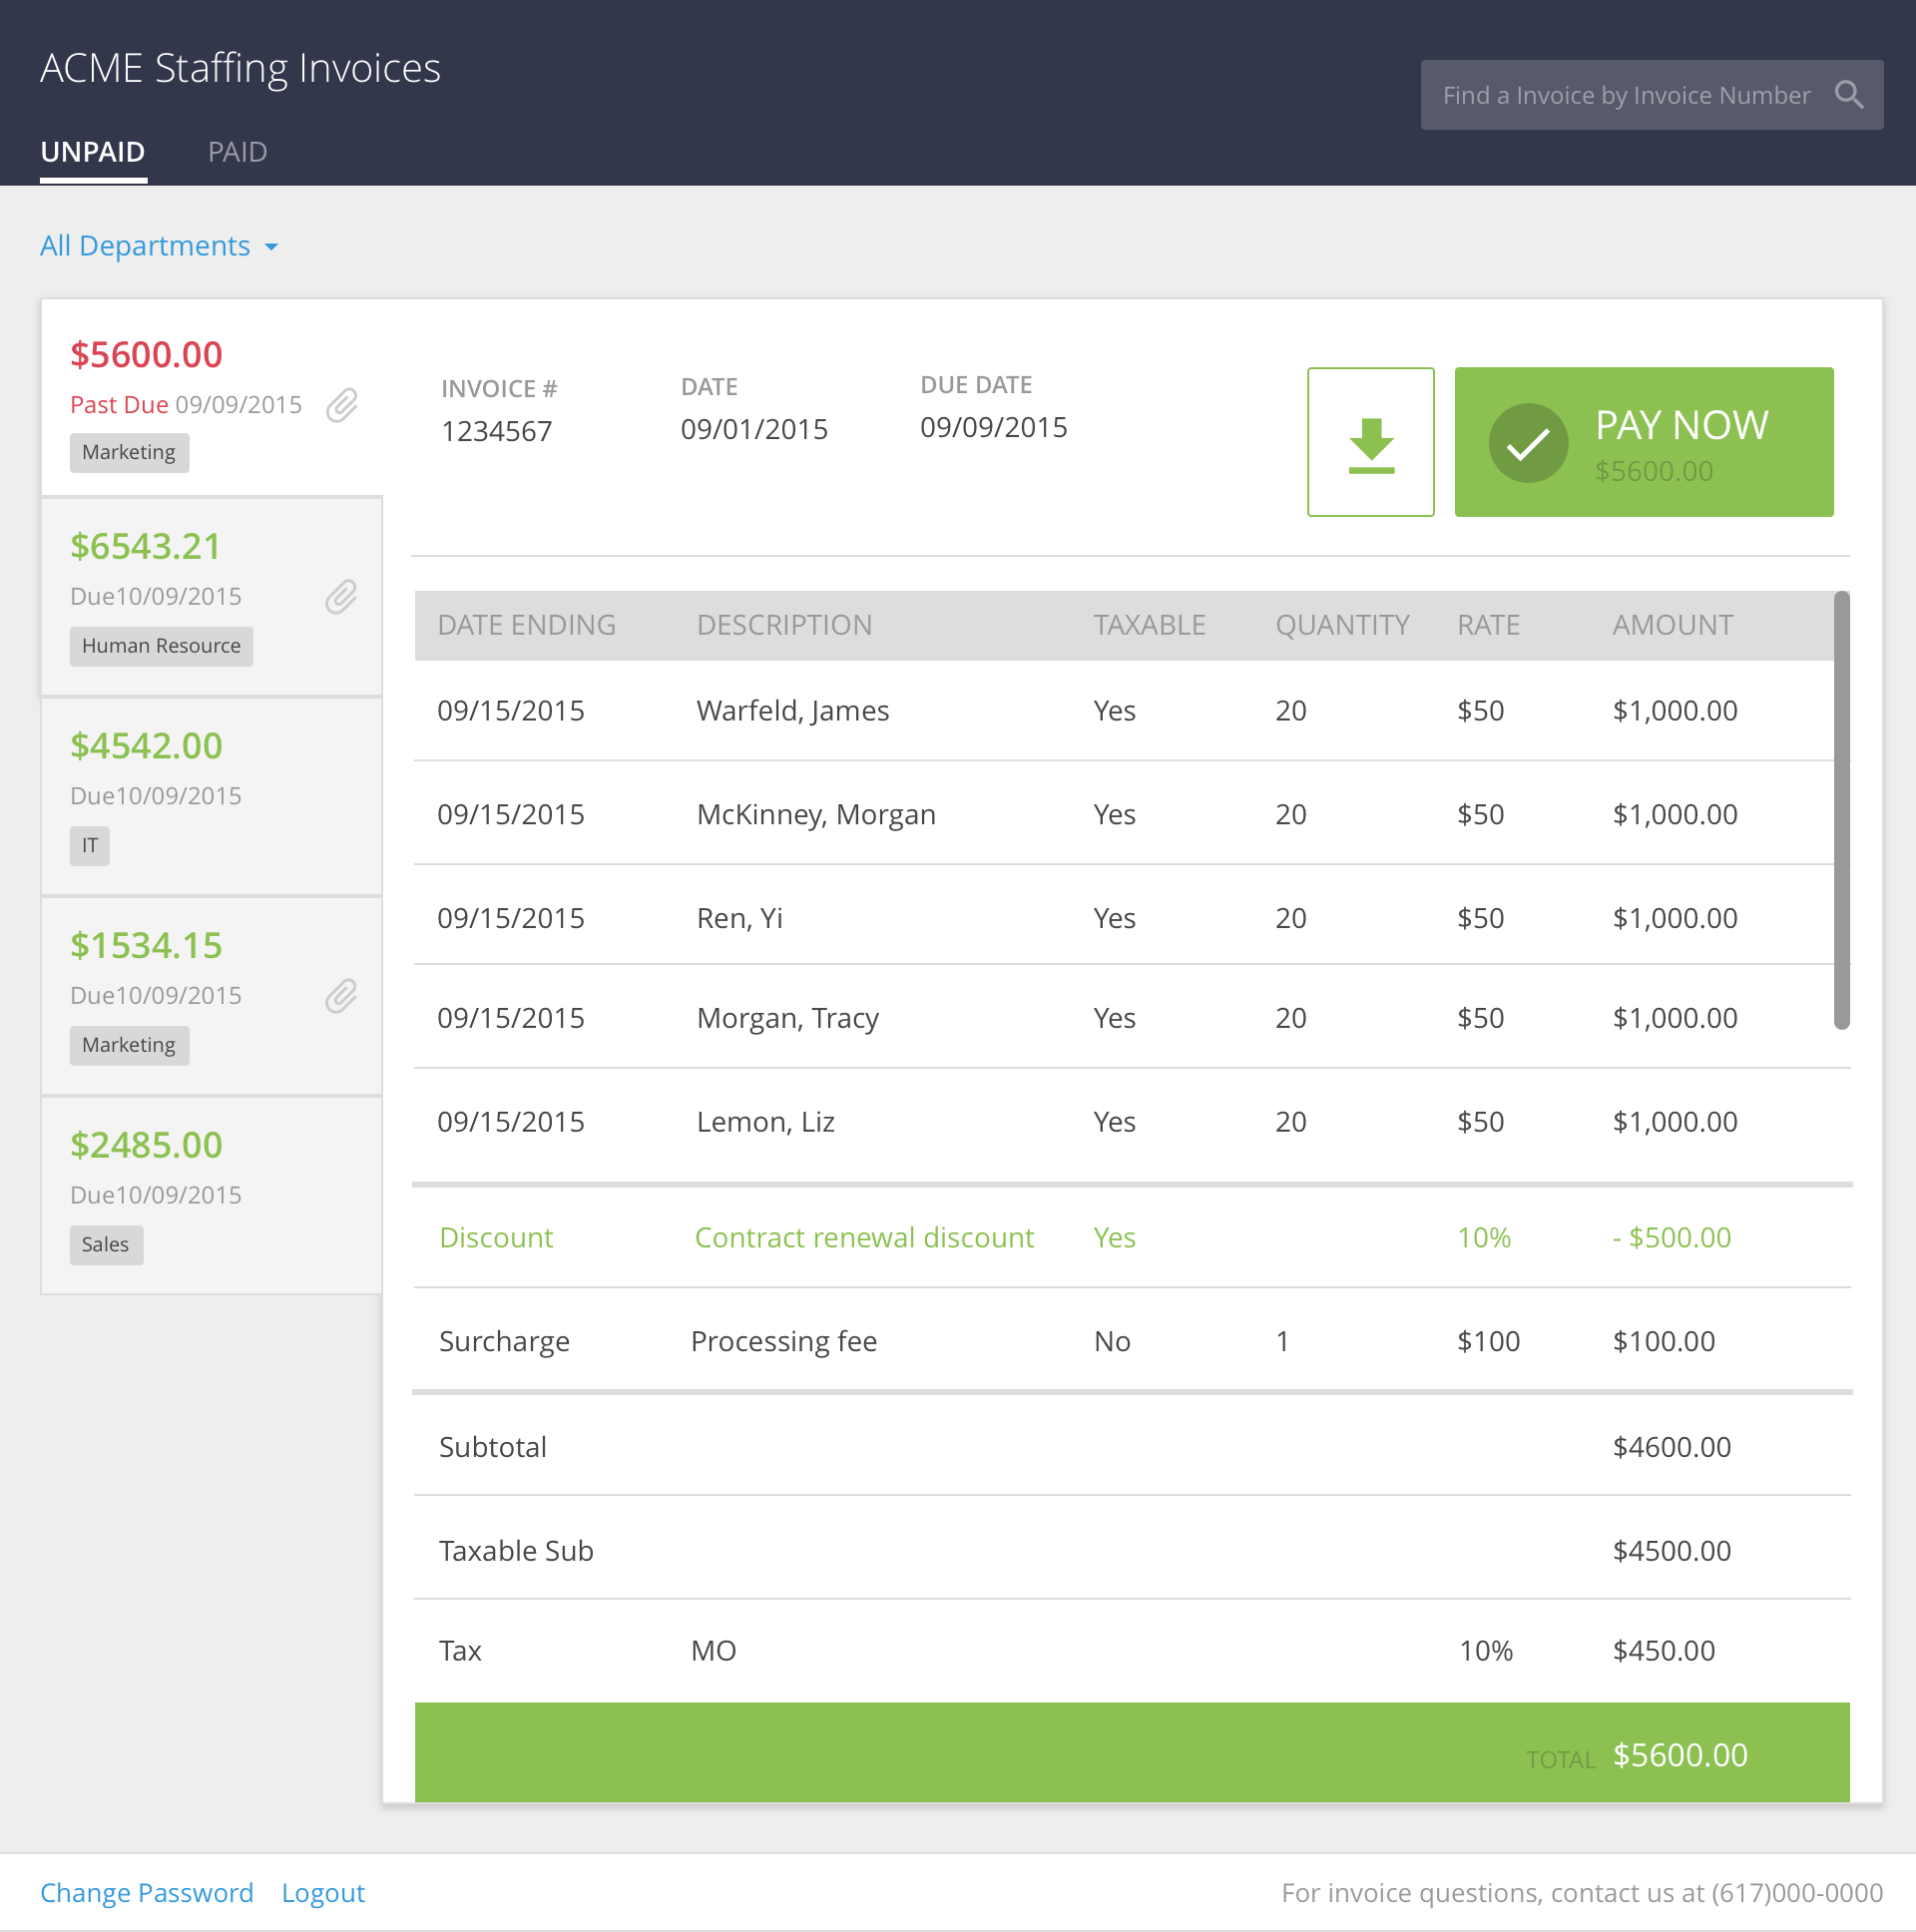 ACME Staffing Invoices
Find a Invoice by Invoice Number
UNPAID PAID
All Departments
$5600.00
Past Due 09/09/2015
Marketing
$6543.21
Due10/09/2015
Human Resource
$4542.00
Due10/09/2015
IT
$1534.15
Due10/09/2015
Marketing
$2485.00
Due10/09/2015
Sales
INVOICE # DATE DUE DATE
1234567 09/01/2015 09/09/2015
PAY NOW
$5600.00
DATE ENDING DESCRIPTION TAXABLE QUANTITY RATE AMOUNT
09/15/2015 Warfeld, James Yes 20 $50 $1,000.00
09/15/2015 McKinney, Morgan Yes 20 $50 $1,000.00
09/15/2015 Ren, Yi Yes 20 $50 $1,000.00
09/15/2015 Morgan, Tracy Yes 20 $50 $1,000.00
09/15/2015 Lemon, Liz Yes 20 $50 $1,000.00
Discount Contract renewal discount Yes 10% - $500.00
Surcharge Processing fee No 1 $100 $100.00
Subtotal $4600.00
Taxable Sub $4500.00
Tax MO 10% $450.00
TOTAL $5600.00
Change Password Logout
For invoice questions, contact us at (617)000-0000